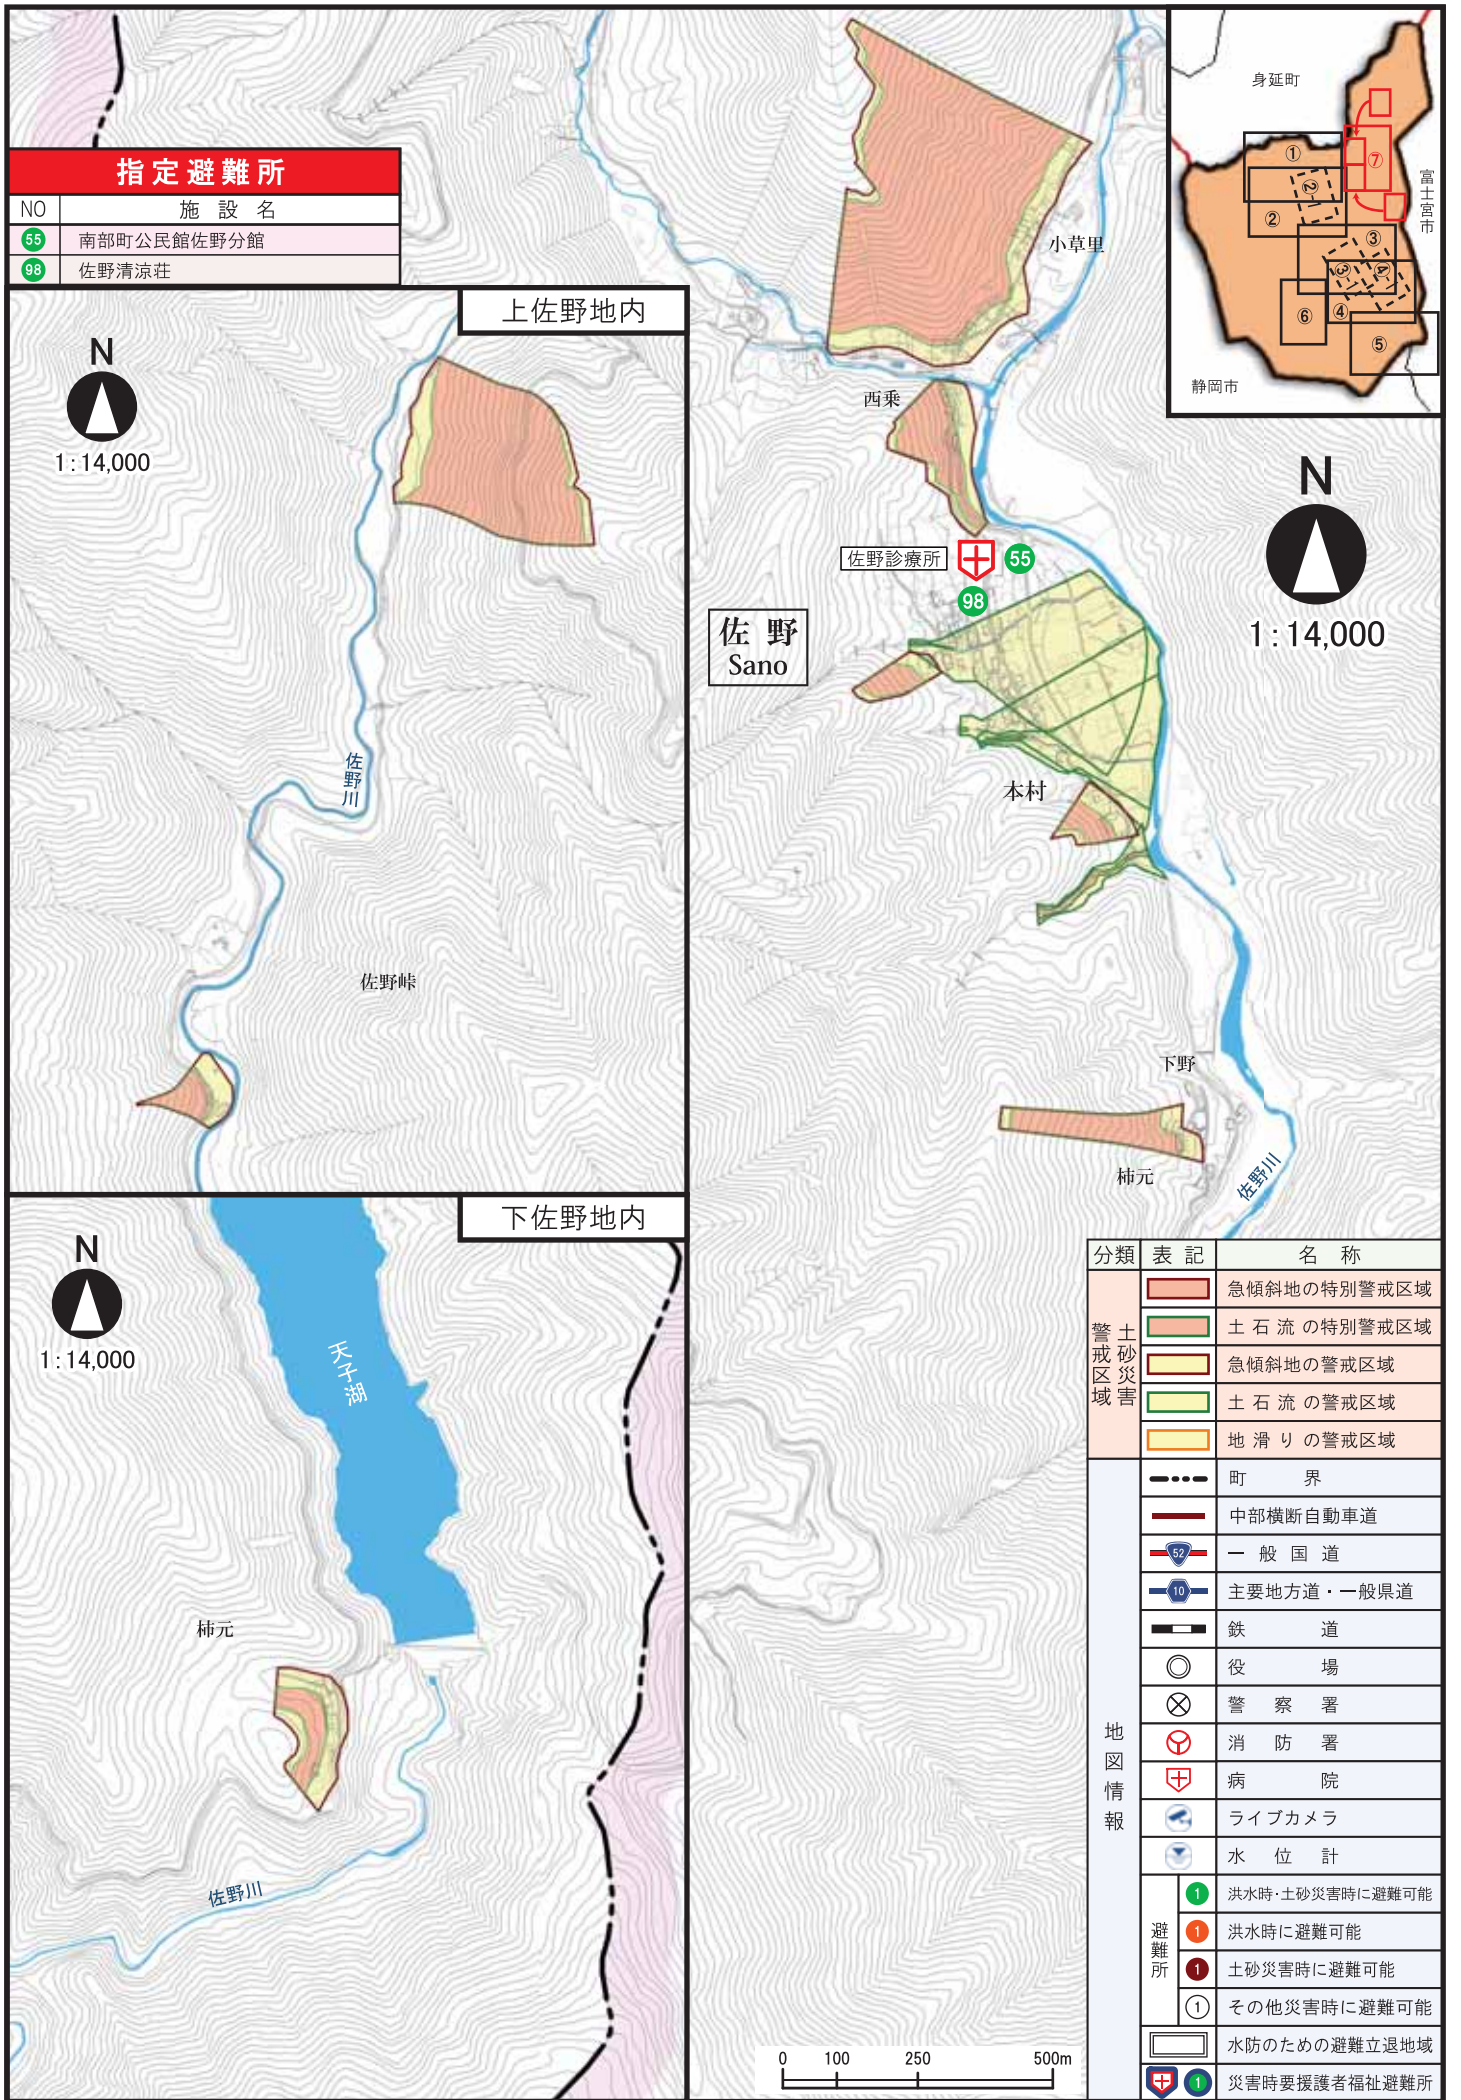 指定避難所
NO 施設名
55 南部町公民館佐野分館
98 佐野清涼荘
上佐野地内
N
1:14,000
佐野川
佐野峠
下佐野地内
N
1:14,000
天子湖
柿元
佐野川
小草里
西乗
佐野診療所
55
98
佐野
Sano
本村
下野
柿元
佐野川
N
1:14,000
身延町
富士宮市
静岡市
①
②
②-1
③
③-1
④
④-1
⑤
⑥
⑦
分類 表記 名称
土砂災害警戒区域
急傾斜地の特別警戒区域
土石流の特別警戒区域
急傾斜地の警戒区域
土石流の警戒区域
地滑りの警戒区域
地図情報
町界
中部横断自動車道
52 一般国道
10 主要地方道・一般県道
鉄道
役場
警察署
消防署
病院
ライブカメラ
水位計
避難所
1 洪水時・土砂災害時に避難可能
1 洪水時に避難可能
1 土砂災害時に避難可能
1 その他災害時に避難可能
水防のための避難立退地域
1 災害時要援護者福祉避難所
0 100 250 500m